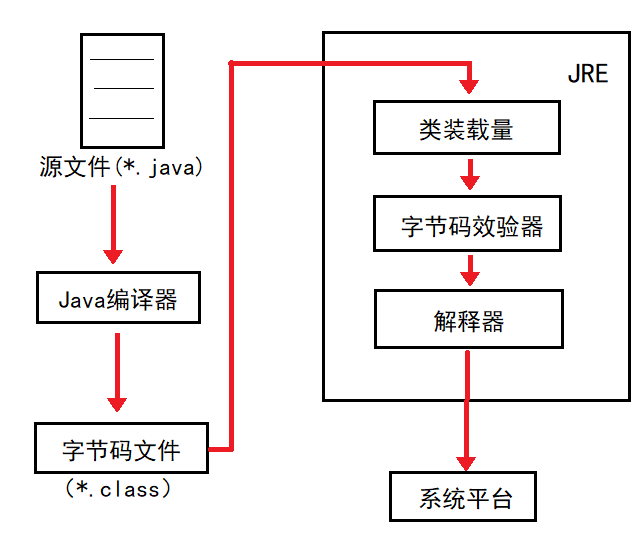 源文件(*.java)
Java编译器
字节码文件
(*.class)
JRE
类装载量
字节码效验器
解释器
系统平台